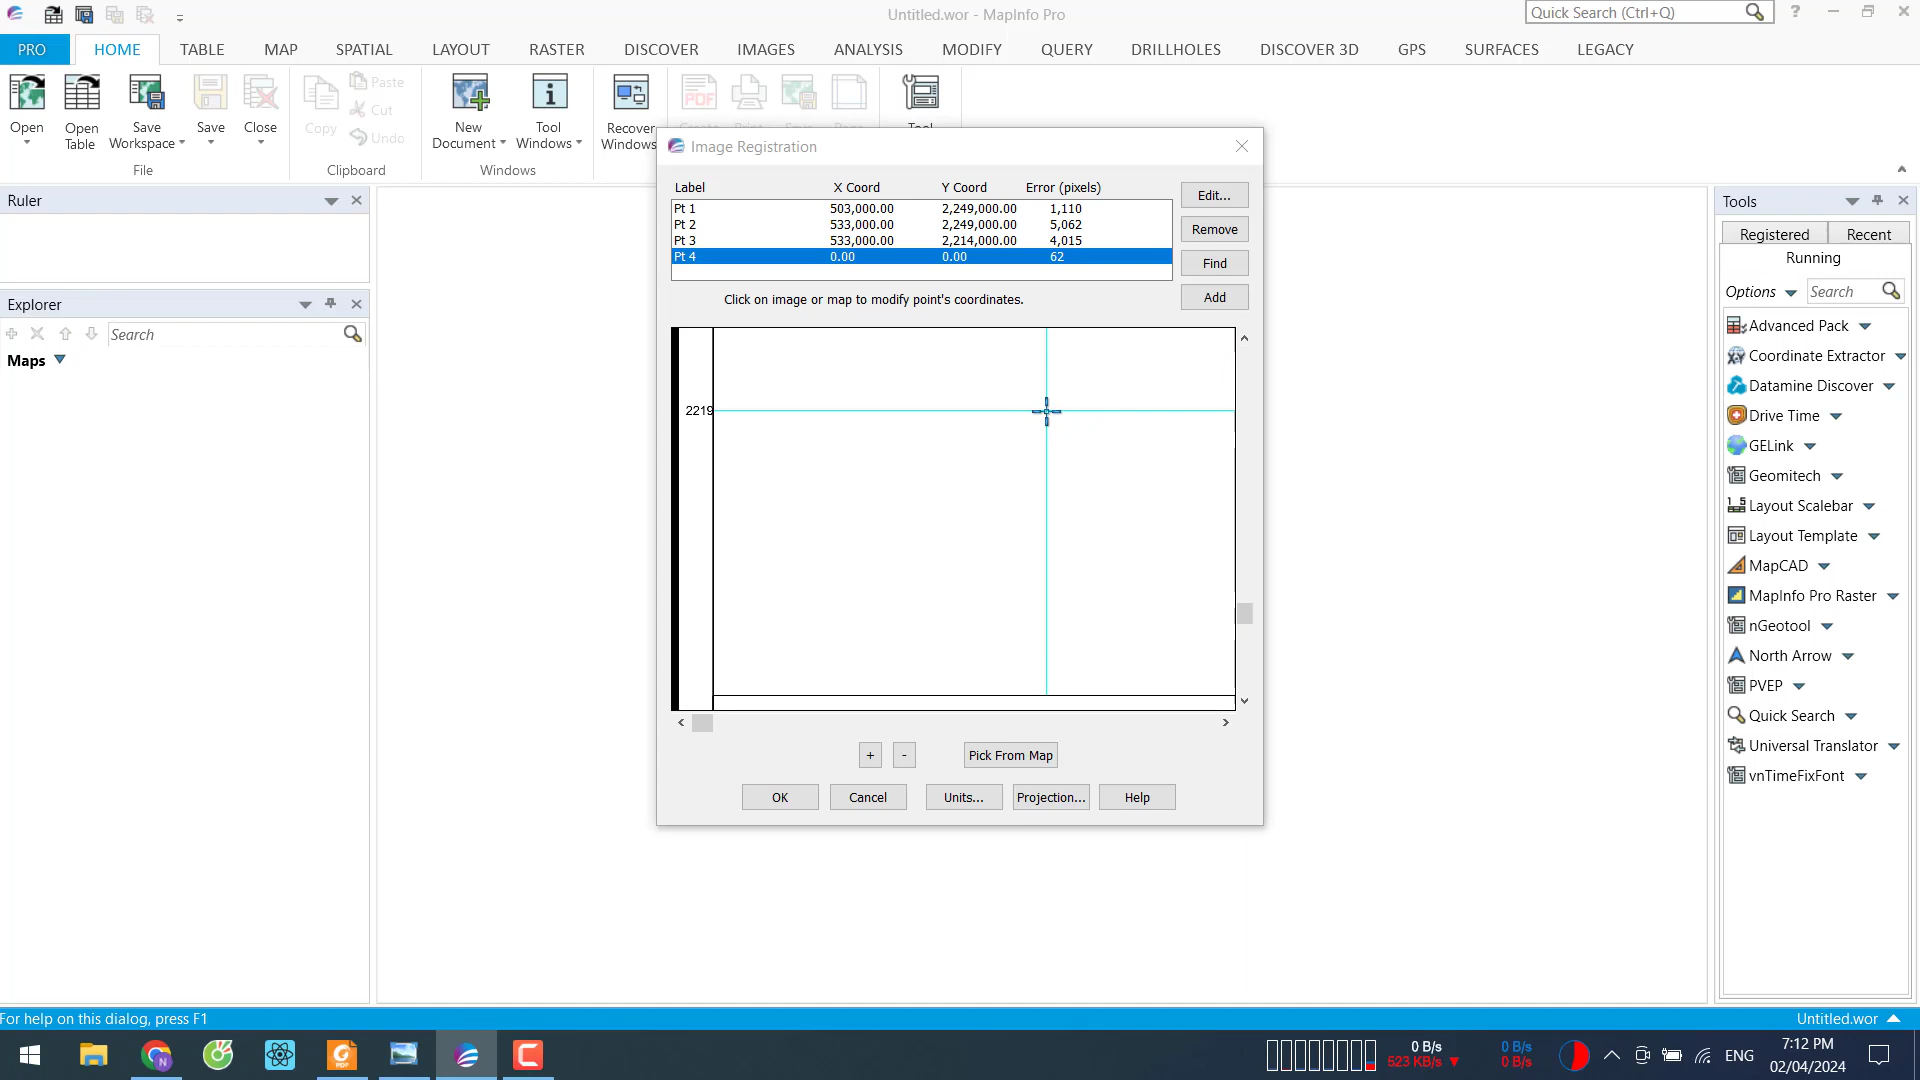 Untitled.wor - MapInfo Pro
Quick Search (Ctrl+Q)
PRO HOME TABLE MAP SPATIAL LAYOUT RASTER DISCOVER IMAGES ANALYSIS MODIFY QUERY DRILLHOLES DISCOVER 3D GPS SURFACES LEGACY
Open
Open Table
Save Workspace
Save
Close
File
Copy
Paste
Cut
Undo
Clipboard
New Document
Tool Windows
Windows
Recover Windows
PDF
Tool
Ruler
Explorer
Search
Maps
Image Registration
Label X Coord Y Coord Error (pixels)
Pt 1 503,000.00 2,249,000.00 1,110
Pt 2 533,000.00 2,249,000.00 5,062
Pt 3 533,000.00 2,214,000.00 4,015
Pt 4 0.00 0.00 62
Edit...
Remove
Find
Add
Click on image or map to modify point's coordinates.
2219
+ - Pick From Map
OK Cancel Units... Projection... Help
Tools
Registered Recent
Running
Options Search
Advanced Pack
Coordinate Extractor
Datamine Discover
Drive Time
GELink
Geomitech
Layout Scalebar
Layout Template
MapCAD
MapInfo Pro Raster
nGeotool
North Arrow
PVEP
Quick Search
Universal Translator
vnTimeFixFont
For help on this dialog, press F1
Untitled.wor
0 B/s 0 B/s
523 KB/s 0 B/s
ENG
7:12 PM
02/04/2024